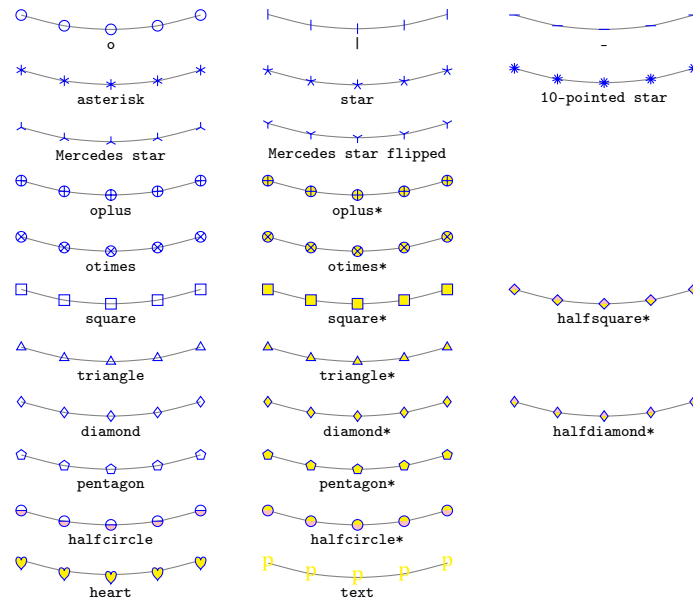 o | -
asterisk star 10-pointed star
Mercedes star Mercedes star flipped
oplus oplus*
otimes otimes*
square square* halfsquare*
triangle triangle*
diamond diamond* halfdiamond*
pentagon pentagon*
halfcircle halfcircle*
p p p p p
heart text